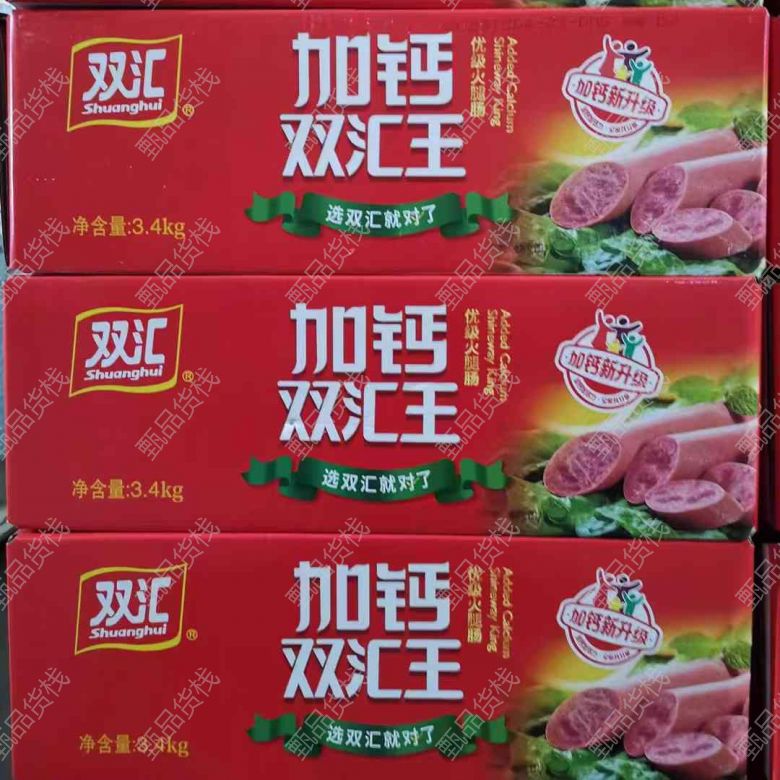 双汇
Shuanghui®
加钙
双汇王
优级火腿肠
Added Calcium
Shineway King
加钙新升级
选双汇就对了
净含量:3.4kg
双汇
Shuanghui®
加钙
双汇王
优级火腿肠
Added Calcium
Shineway King
加钙新升级
选双汇就对了
净含量:3.4kg
双汇
Shuanghui®
加钙
双汇王
优级火腿肠
Added Calcium
Shineway King
加钙新升级
选双汇就对了
净含量:3.4kg
甄品货栈